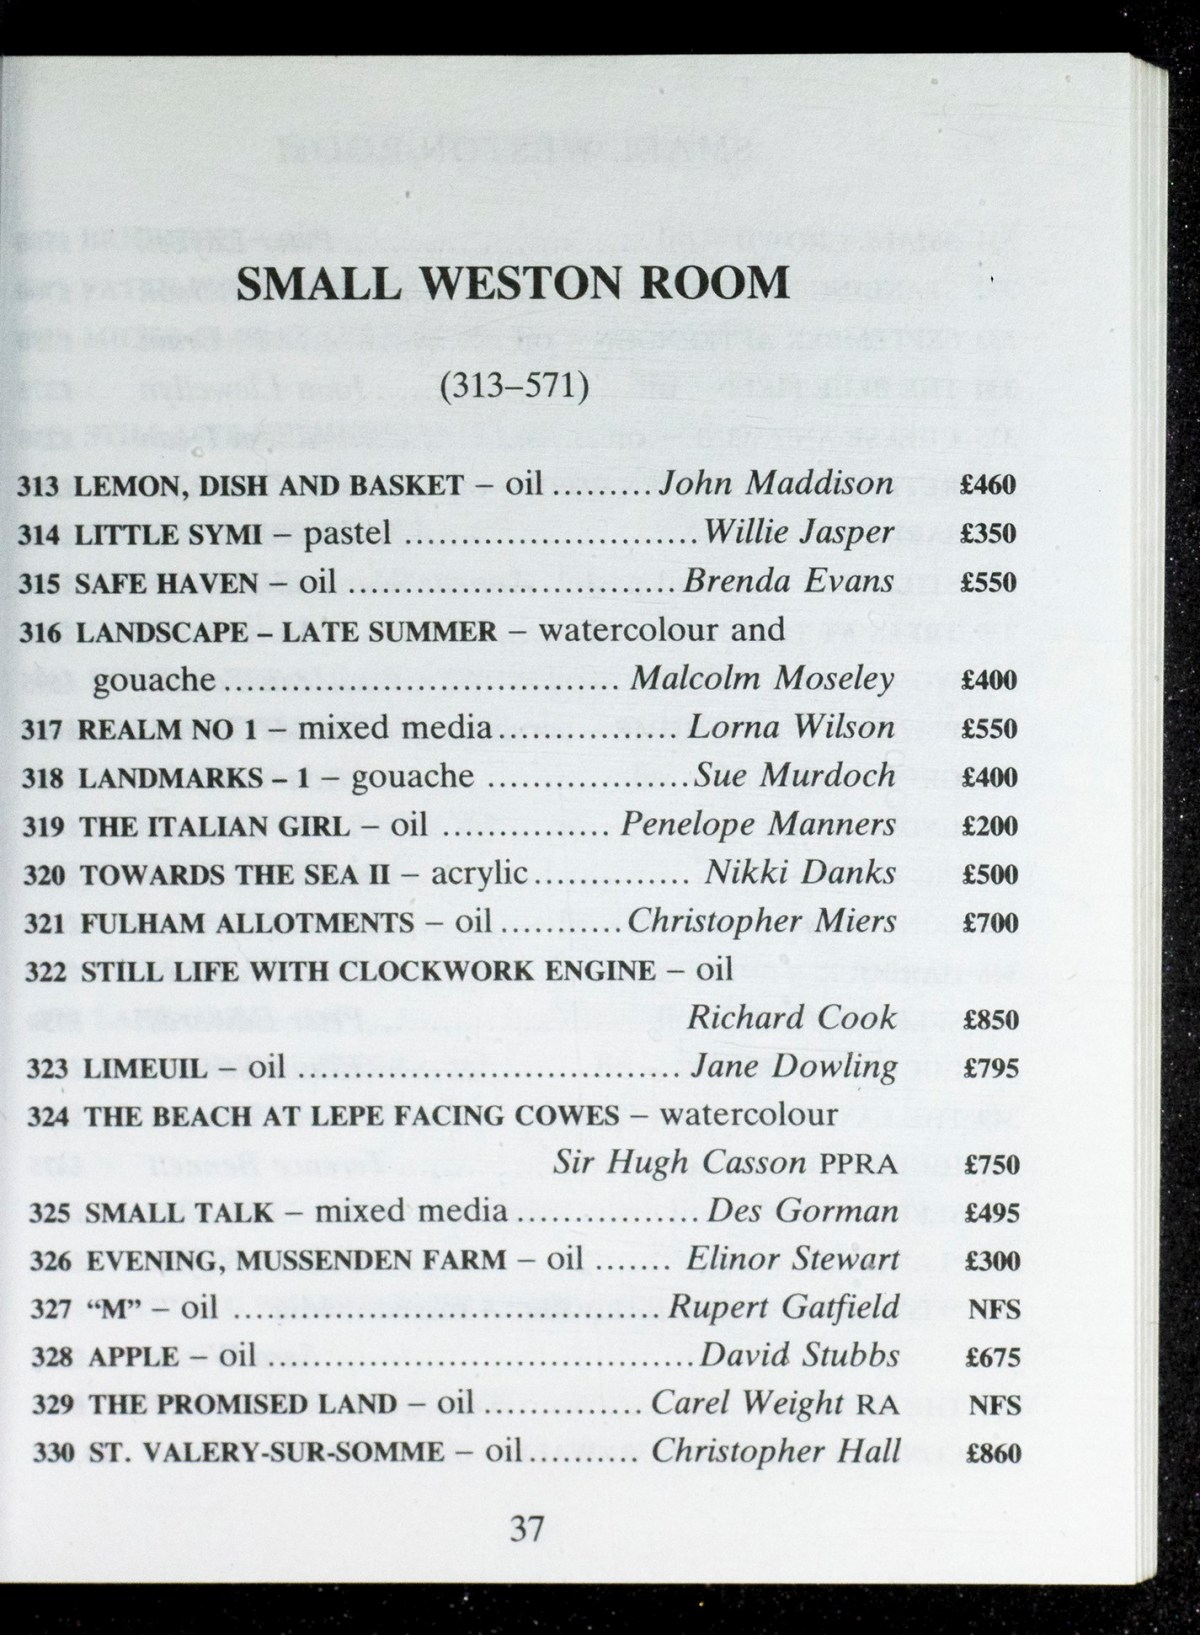 SMALL WESTON ROOM
(313–571)
313 LEMON, DISH AND BASKET – oil ......... John Maddison £460
314 LITTLE SYMI – pastel .......................... Willie Jasper £350
315 SAFE HAVEN – oil ............................. Brenda Evans £550
316 LANDSCAPE – LATE SUMMER – watercolour and
gouache ................................... Malcolm Moseley £400
317 REALM NO 1 – mixed media ................ Lorna Wilson £550
318 LANDMARKS – 1 – gouache .................. Sue Murdoch £400
319 THE ITALIAN GIRL – oil ............... Penelope Manners £200
320 TOWARDS THE SEA II – acrylic .............. Nikki Danks £500
321 FULHAM ALLOTMENTS – oil ........... Christopher Miers £700
322 STILL LIFE WITH CLOCKWORK ENGINE – oil
Richard Cook £850
323 LIMEUIL – oil ................................... Jane Dowling £795
324 THE BEACH AT LEPE FACING COWES – watercolour
Sir Hugh Casson PPRA £750
325 SMALL TALK – mixed media ................. Des Gorman £495
326 EVENING, MUSSENDEN FARM – oil ....... Elinor Stewart £300
327 “M” – oil ...................................... Rupert Gatfield NFS
328 APPLE – oil ...................................... David Stubbs £675
329 THE PROMISED LAND – oil .............. Carel Weight RA NFS
330 ST. VALERY-SUR-SOMME – oil .......... Christopher Hall £860
37